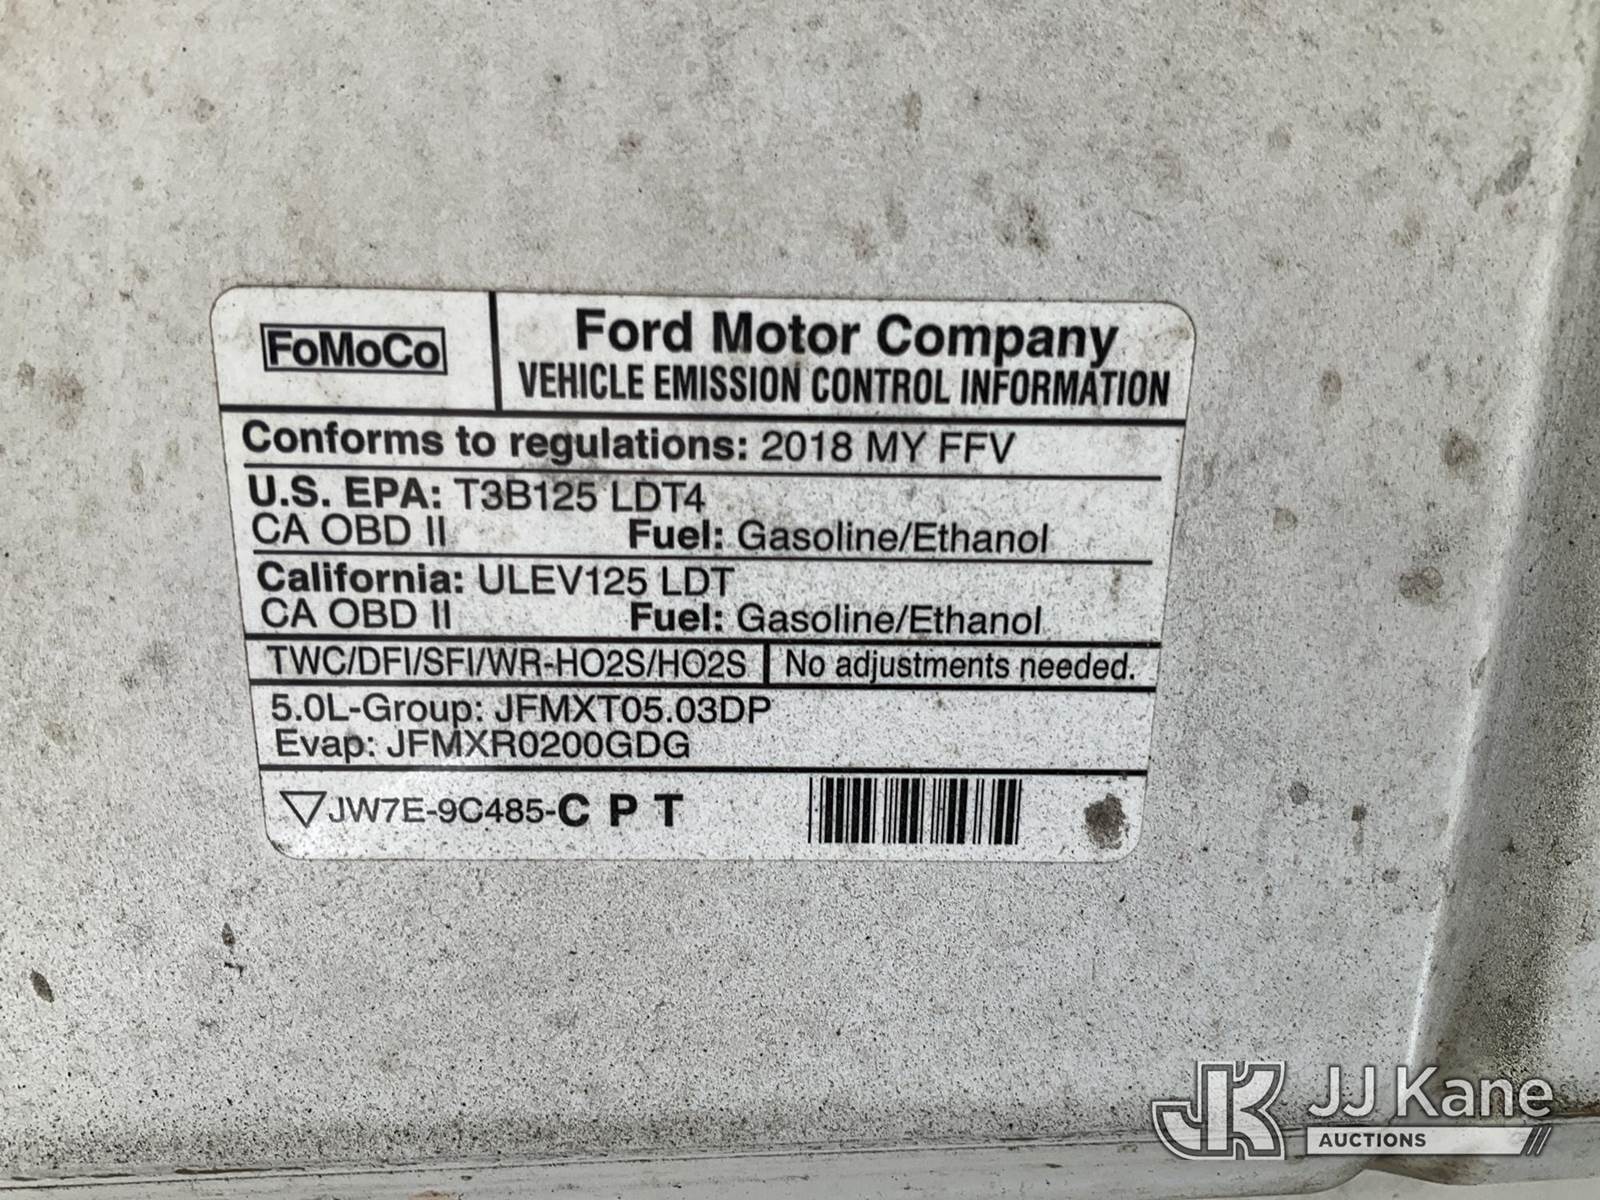 FoMoCo
Ford Motor Company
VEHICLE EMISSION CONTROL INFORMATION
Conforms to regulations: 2018 MY FFV
U.S. EPA: T3B125 LDT4
CA OBD II Fuel: Gasoline/Ethanol
California: ULEV125 LDT
CA OBD II Fuel: Gasoline/Ethanol
TWC/DFI/SFI/WR-HO2S/HO2S No adjustments needed.
5.0L-Group: JFMXT05.03DP
Evap: JFMXR0200GDG
JW7E-9C485-C P T
JK JJ Kane
AUCTIONS